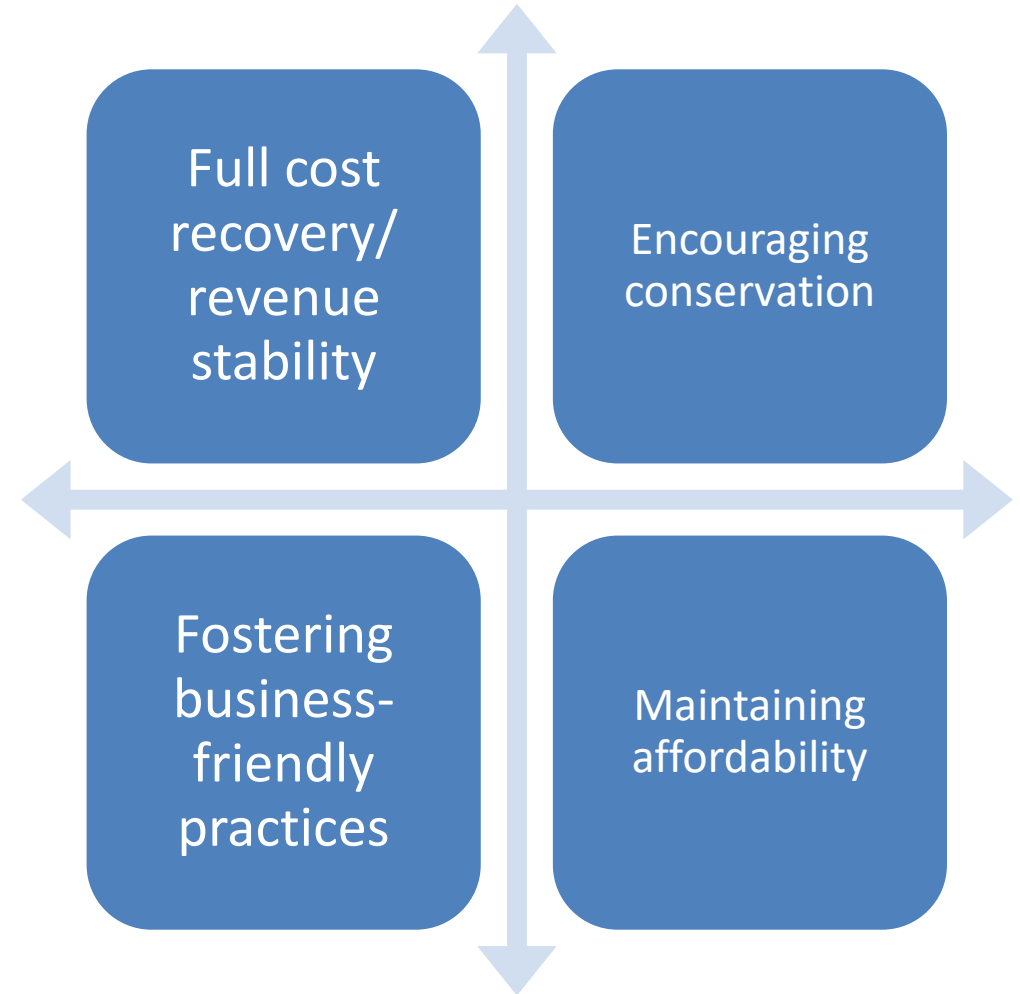 Full cost
recovery/
revenue
stability
Encouraging
conservation
Fostering
business-
friendly
practices
Maintaining
affordability